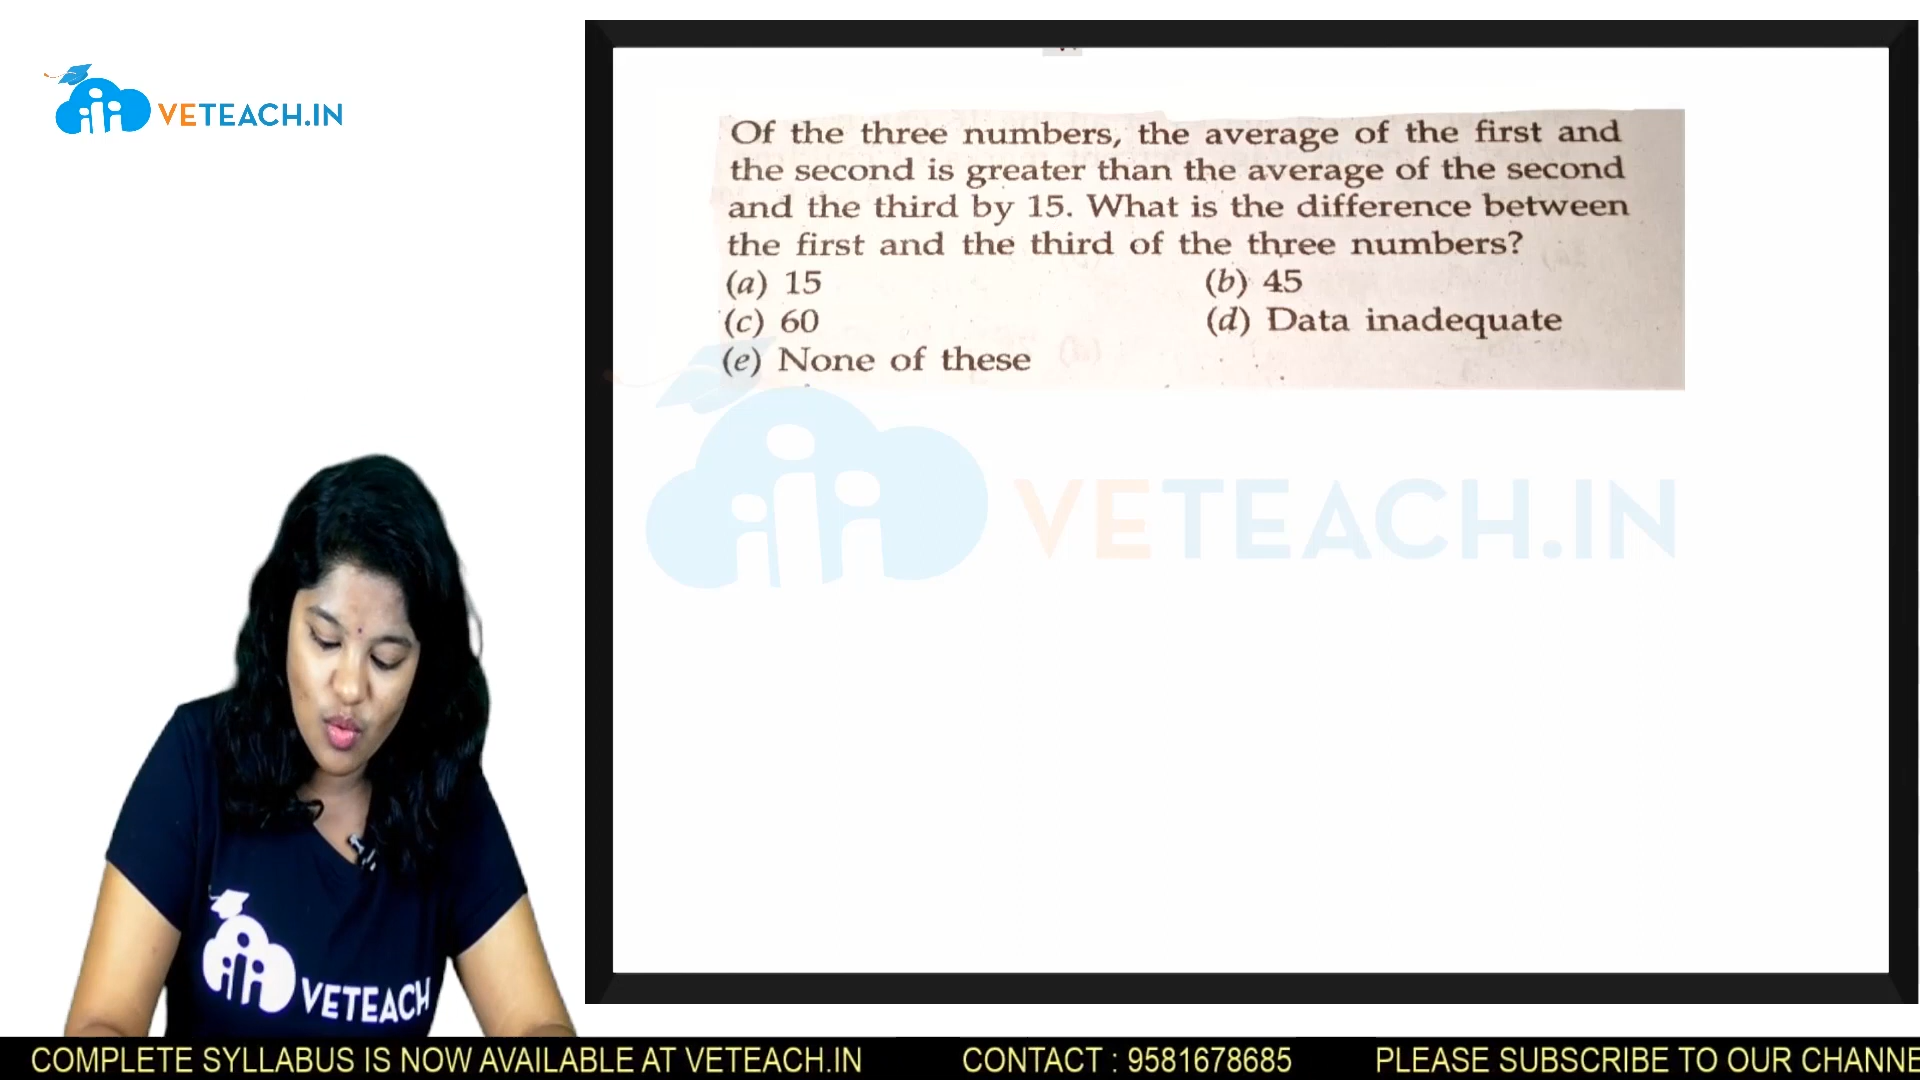 VETEACH.IN
Of the three numbers, the average of the first and
the second is greater than the average of the second
and the third by 15. What is the difference between
the first and the third of the three numbers?
(a) 15 (b) 45
(c) 60 (d) Data inadequate
(e) None of these
VETEACH.IN
VETEACH
COMPLETE SYLLABUS IS NOW AVAILABLE AT VETEACH.IN CONTACT : 9581678685 PLEASE SUBSCRIBE TO OUR CHANNE